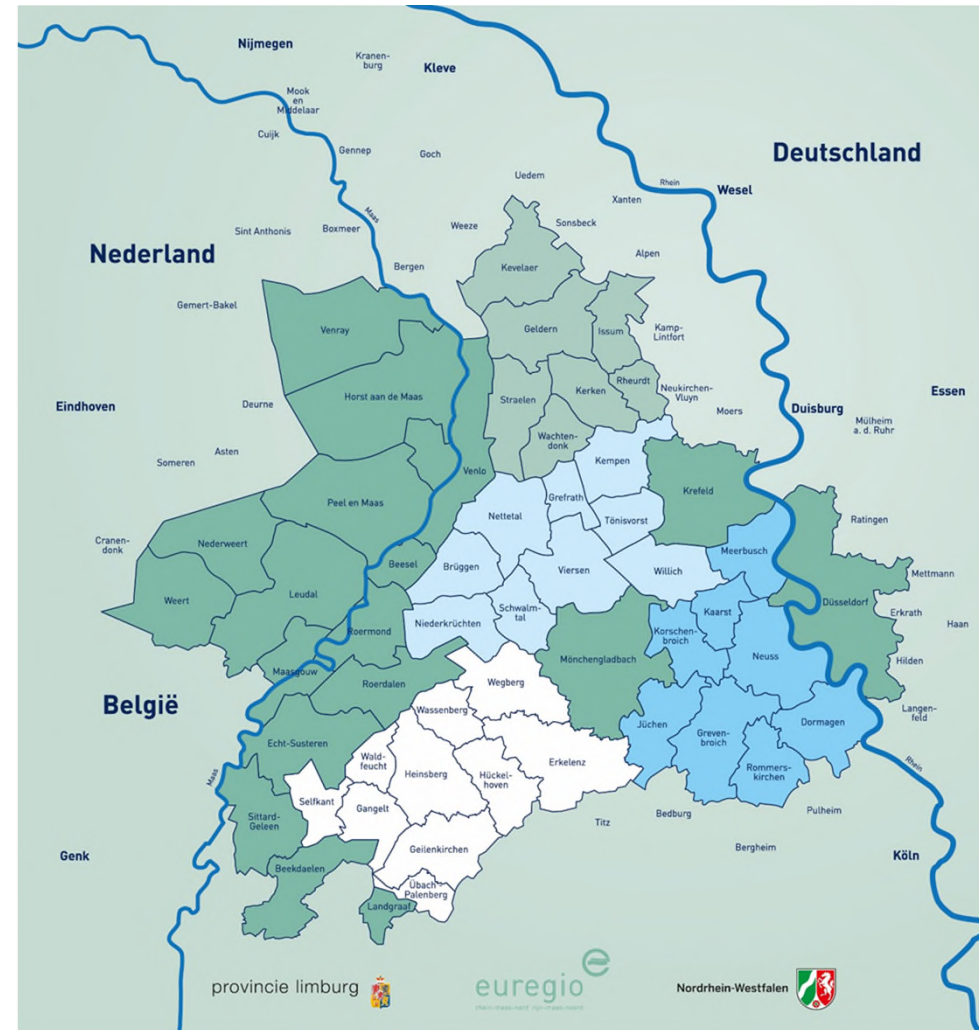 Nijmegen
Kranen-
burg
Kleve
Mook
en
Middelaar
Cuijk
Gennep
Goch
Deutschland
Uedem
Rhein
Wesel
Xanten
Maas
Sint Anthonis
Boxmeer
Weeze
Sonsbeck
Nederland
Bergen
Kevelaer
Alpen
Gemert-Bakel
Venray
Geldern
Issum
Kamp-
Lintfort
Horst aan de Maas
Straelen
Kerken
Rheurdt
Neukirchen-
Vluyn
Essen
Eindhoven
Deurne
Moers
Duisburg
Mülheim
a. d. Ruhr
Wachten-
donk
Asten
Someren
Venlo
Kempen
Krefeld
Peel en Maas
Grefrath
Nettetal
Tönisvorst
Ratingen
Cranen-
donk
Nederweert
Meerbusch
Beesel
Brüggen
Viersen
Willich
Mettmann
Weert
Leudal
Düsseldorf
Schwalm-
tal
Kaarst
Erkrath
Haan
Niederkrüchten
Roermond
Korschen-
broich
Neuss
Mönchengladbach
Hilden
Maasgouw
Roerdalen
Wegberg
België
Wassenberg
Langen-
feld
Jüchen
Greven-
broich
Dormagen
Echt-Susteren
Wald-
feucht
Heinsberg
Hückel-
hoven
Erkelenz
Rommers-
kirchen
Rhein
Maas
Selfkant
Gangelt
Sittard-
Geleen
Titz
Bedburg
Pulheim
Genk
Geilenkirchen
Bergheim
Köln
Beekdaelen
Übach
Palenberg
Landgraaf
provincie limburg
euregio
rhein-maas-nord rijn-maas-noord
Nordrhein-Westfalen